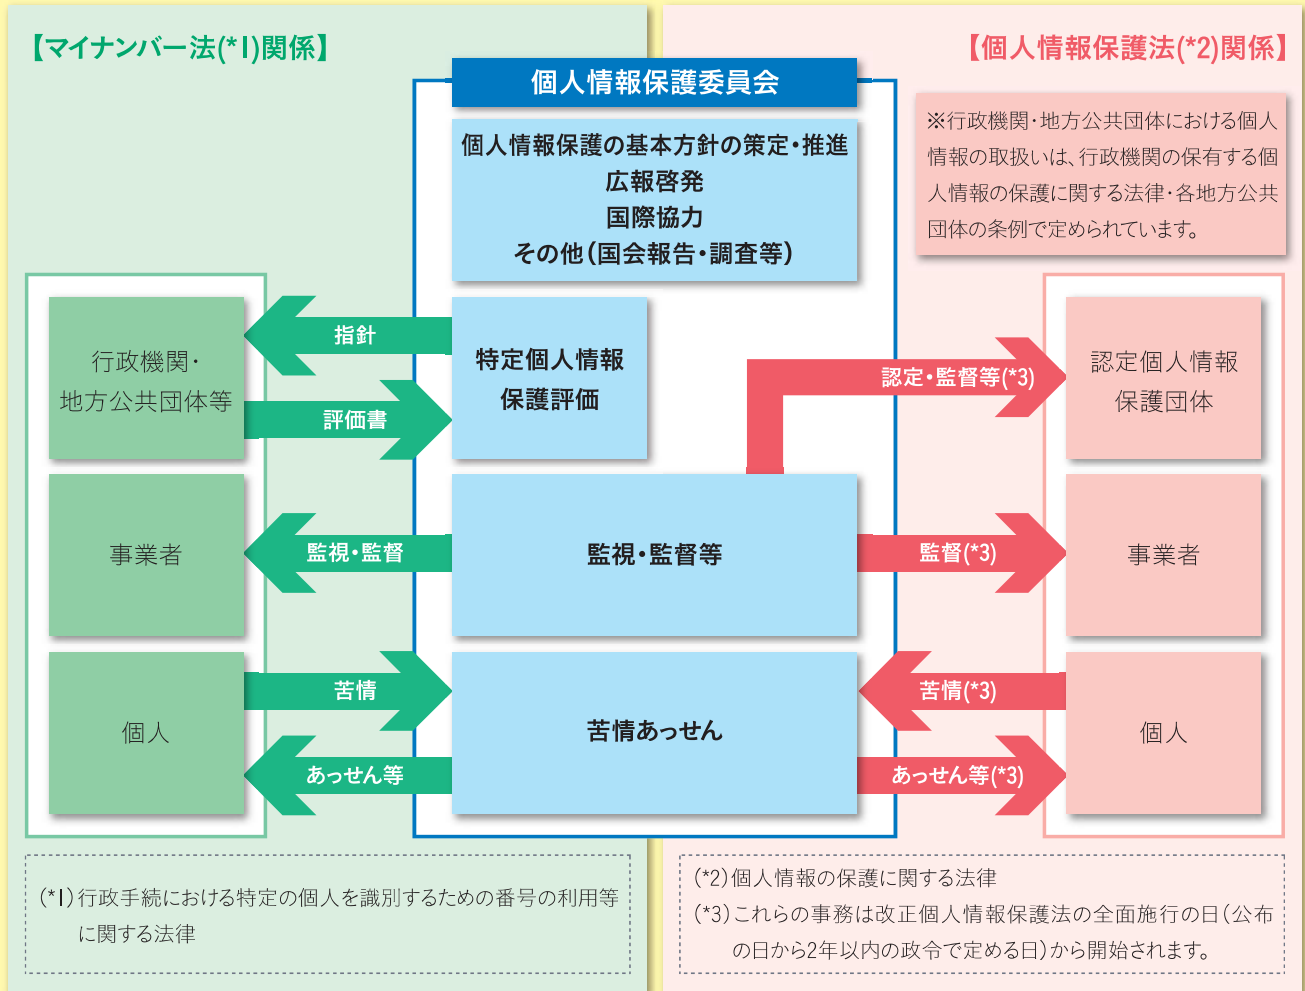 【マイナンバー法(*1)関係】
【個人情報保護法(*2)関係】
個人情報保護委員会
個人情報保護の基本方針の策定・推進
広報啓発
国際協力
その他（国会報告・調査等）
※行政機関・地方公共団体における個人
情報の取扱いは、行政機関の保有する個
人情報の保護に関する法律・各地方公共
団体の条例で定められています。
行政機関・
地方公共団体等
指針
評価書
特定個人情報
保護評価
認定・監督等(*3)
認定個人情報
保護団体
事業者
監視・監督
監視・監督等
監督(*3)
事業者
個人
苦情
あっせん等
苦情あっせん
苦情(*3)
あっせん等(*3)
個人
(*1)行政手続における特定の個人を識別するための番号の利用等
に関する法律
(*2)個人情報の保護に関する法律
(*3)これらの事務は改正個人情報保護法の全面施行の日（公布
の日から2年以内の政令で定める日）から開始されます。